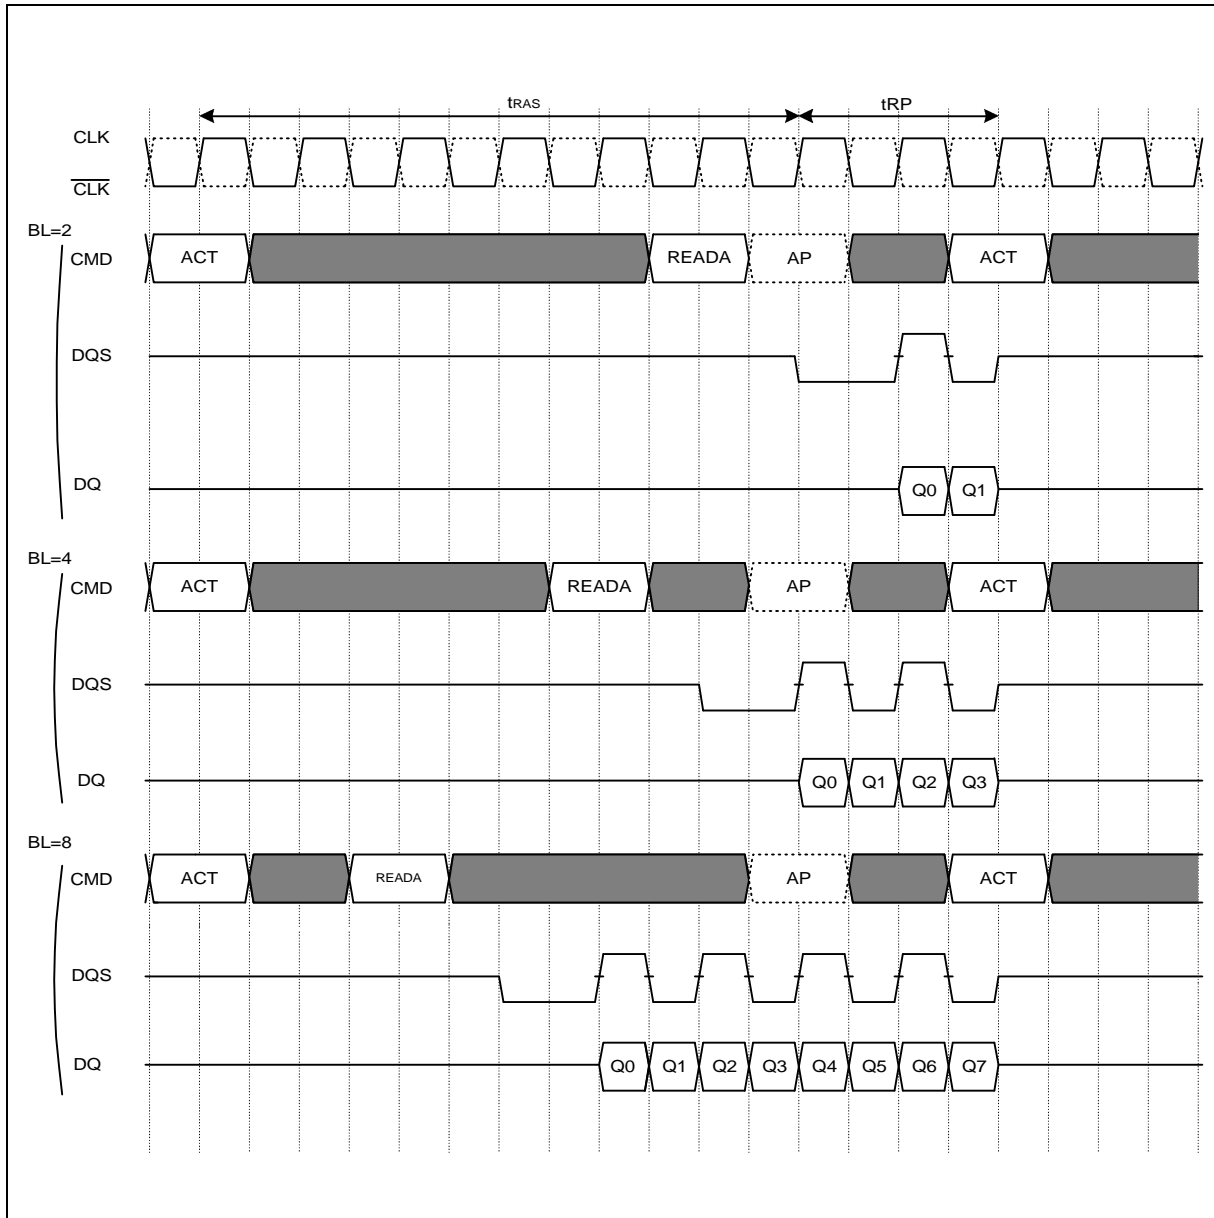 tRAS tRP
CLK
CLK
BL=2
CMD ACT READA AP ACT
DQS
DQ Q0 Q1
BL=4
CMD ACT READA AP ACT
DQS
DQ Q0 Q1 Q2 Q3
BL=8
CMD ACT READA AP ACT
DQS
DQ Q0 Q1 Q2 Q3 Q4 Q5 Q6 Q7